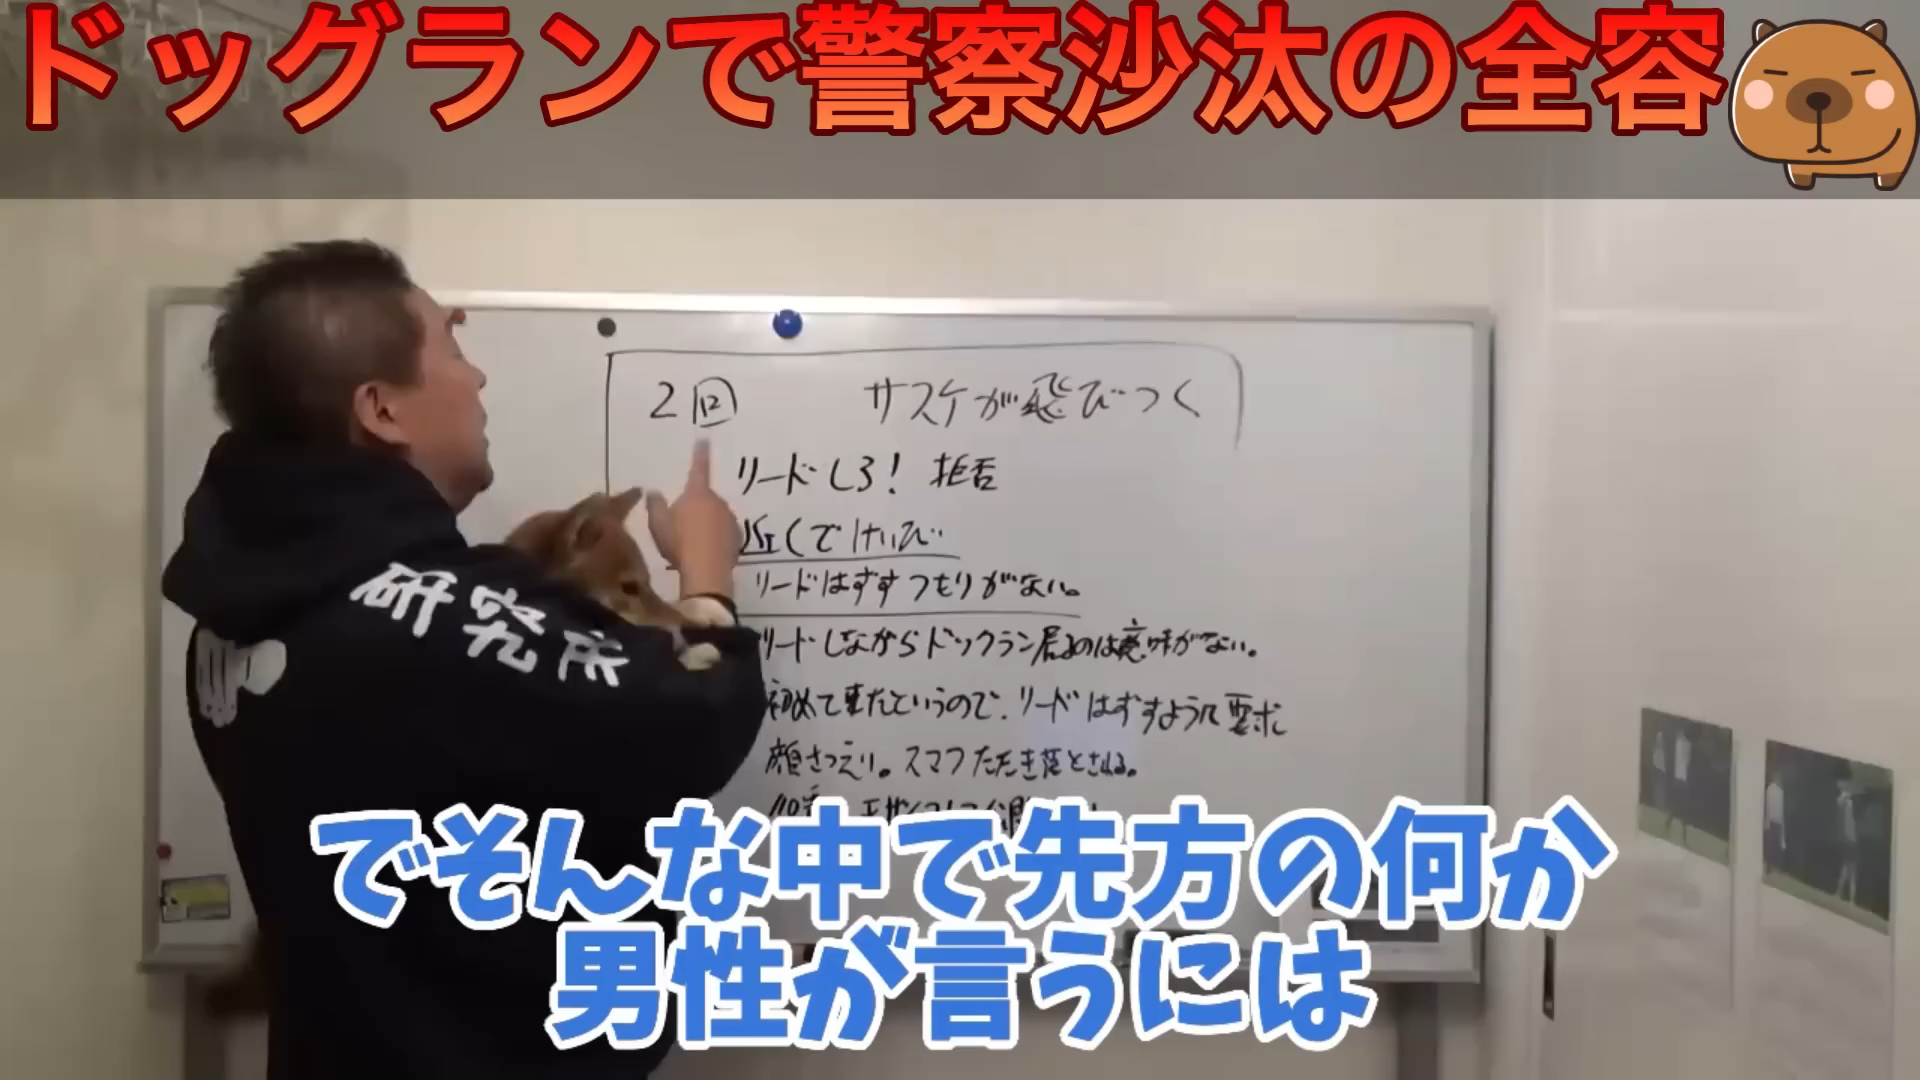 ドッグランで警察沙汰の全容
2回 サスケが飛びつく
リードしろ! 拒否
近くでけいび
リードはずすつもりがない。
リードしながらドックラン居るのは意味がない。
初めて来たというので、リードはずすように要求
顔さつえい。スマフたたき落とされる。
研究所
でそんな中で先方の何か
男性が言うには